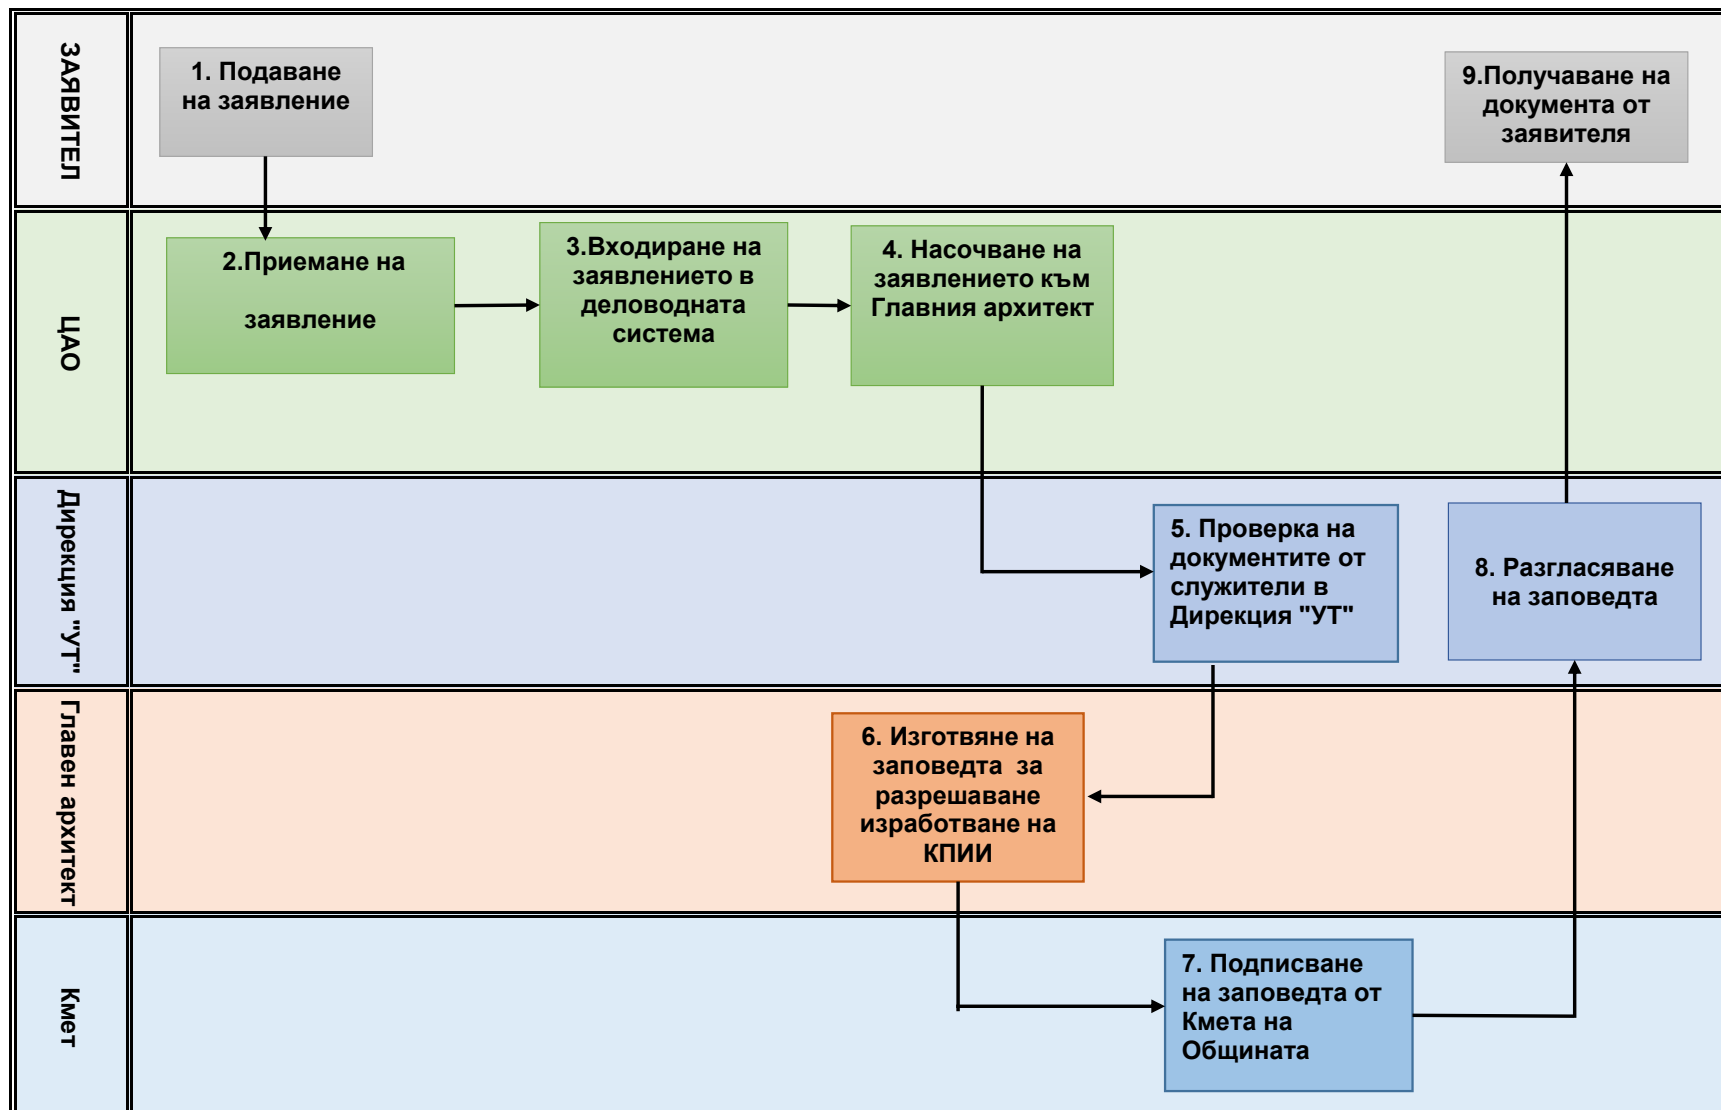 ЗАЯВИТЕЛ
1. Подаване
на заявление
9.Получаване на
документа от
заявителя
ЦАО
2.Приемане на
заявление
3.Входиране на
заявлението в
деловодната
система
4. Насочване на
заявлението към
Главния архитект
Дирекция "УТ"
5. Проверка на
документите от
служители в
Дирекция "УТ"
8. Разгласяване
на заповедта
Главен архитект
6. Изготвяне на
заповедта за
разрешаване
изработване на
КПИИ
Кмет
7. Подписване
на заповедта от
Кмета на
Общината